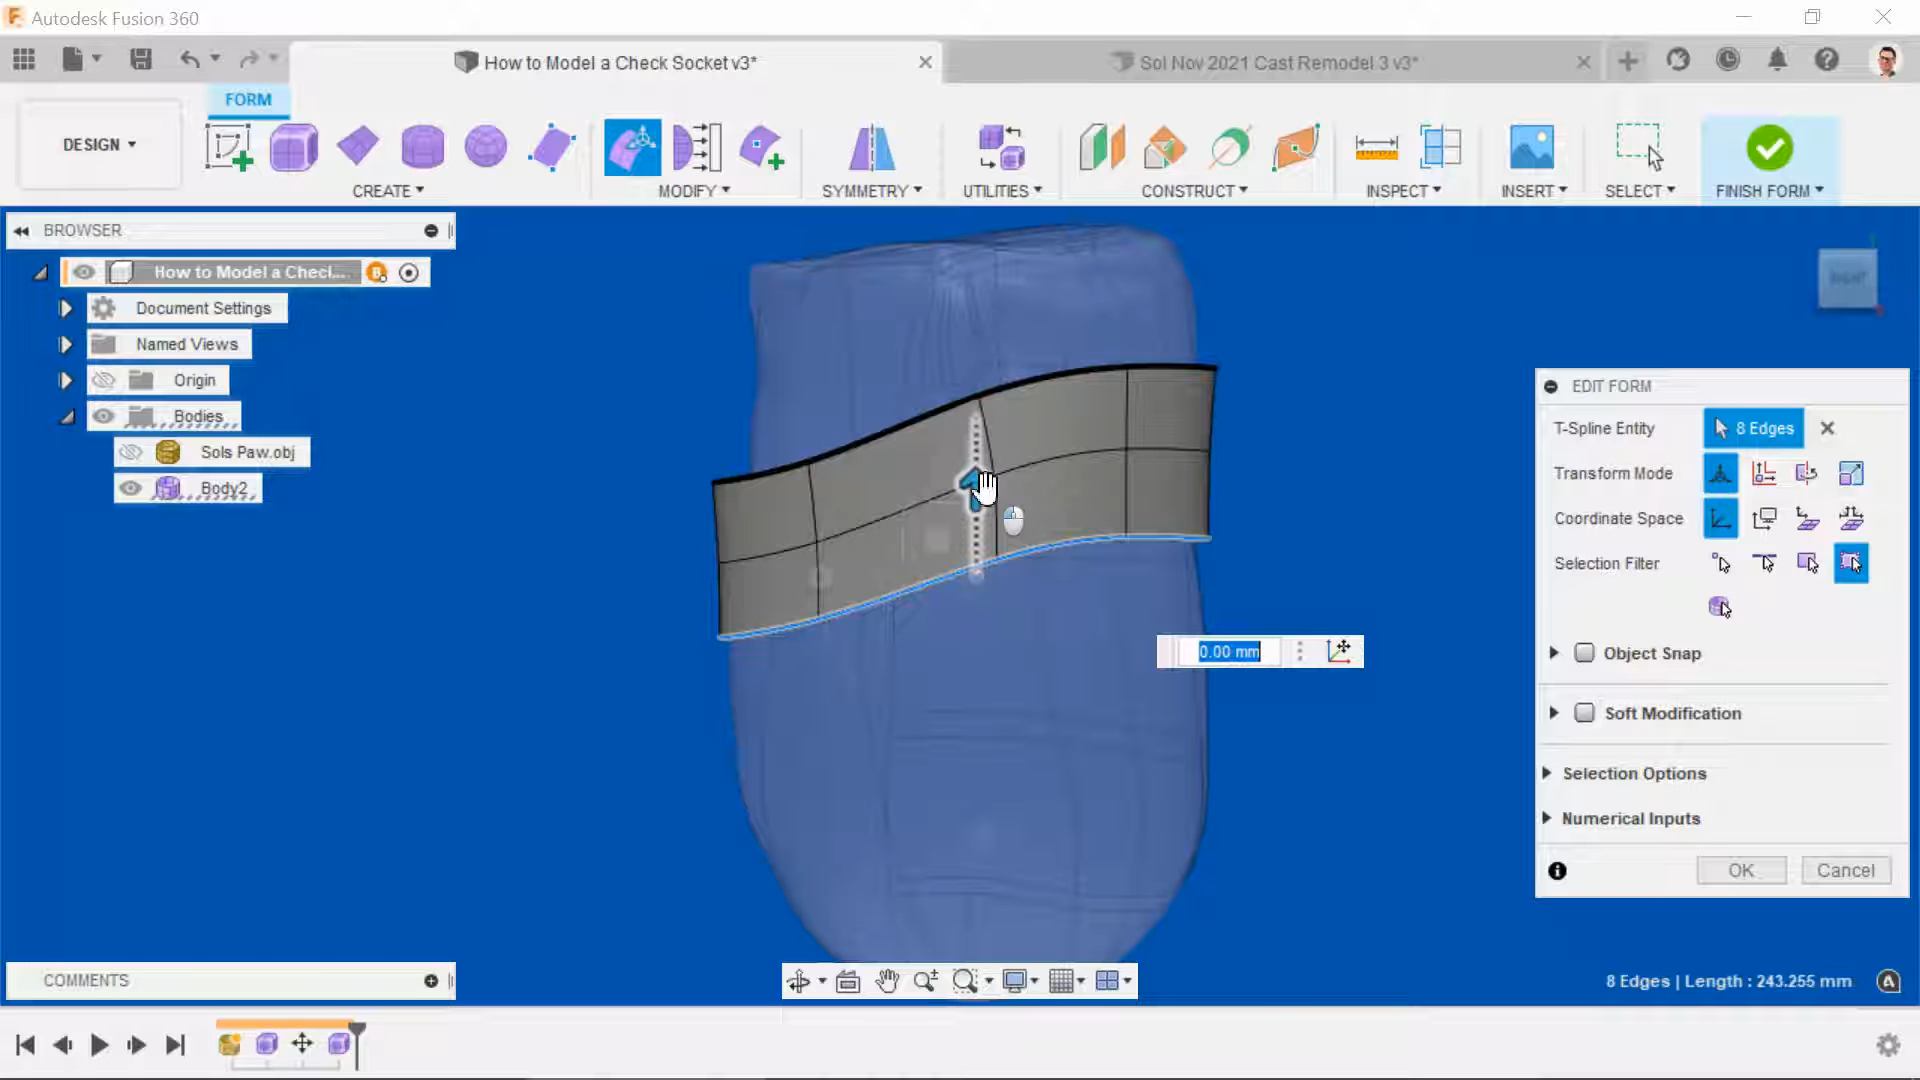 Autodesk Fusion 360
How to Model a Check Socket v3*
Sol Nov 2021 Cast Remodel 3 v3*
FORM
DESIGN
CREATE
MODIFY
SYMMETRY
UTILITIES
CONSTRUCT
INSPECT
INSERT
SELECT
FINISH FORM
BROWSER
How to Model a Checl...
Document Settings
Named Views
Origin
Bodies
Sols Paw.obj
Body2
RIGHT
EDIT FORM
T-Spline Entity
8 Edges
Transform Mode
Coordinate Space
Selection Filter
Object Snap
Soft Modification
Selection Options
Numerical Inputs
OK
Cancel
0.00 mm
COMMENTS
8 Edges | Length : 243.255 mm